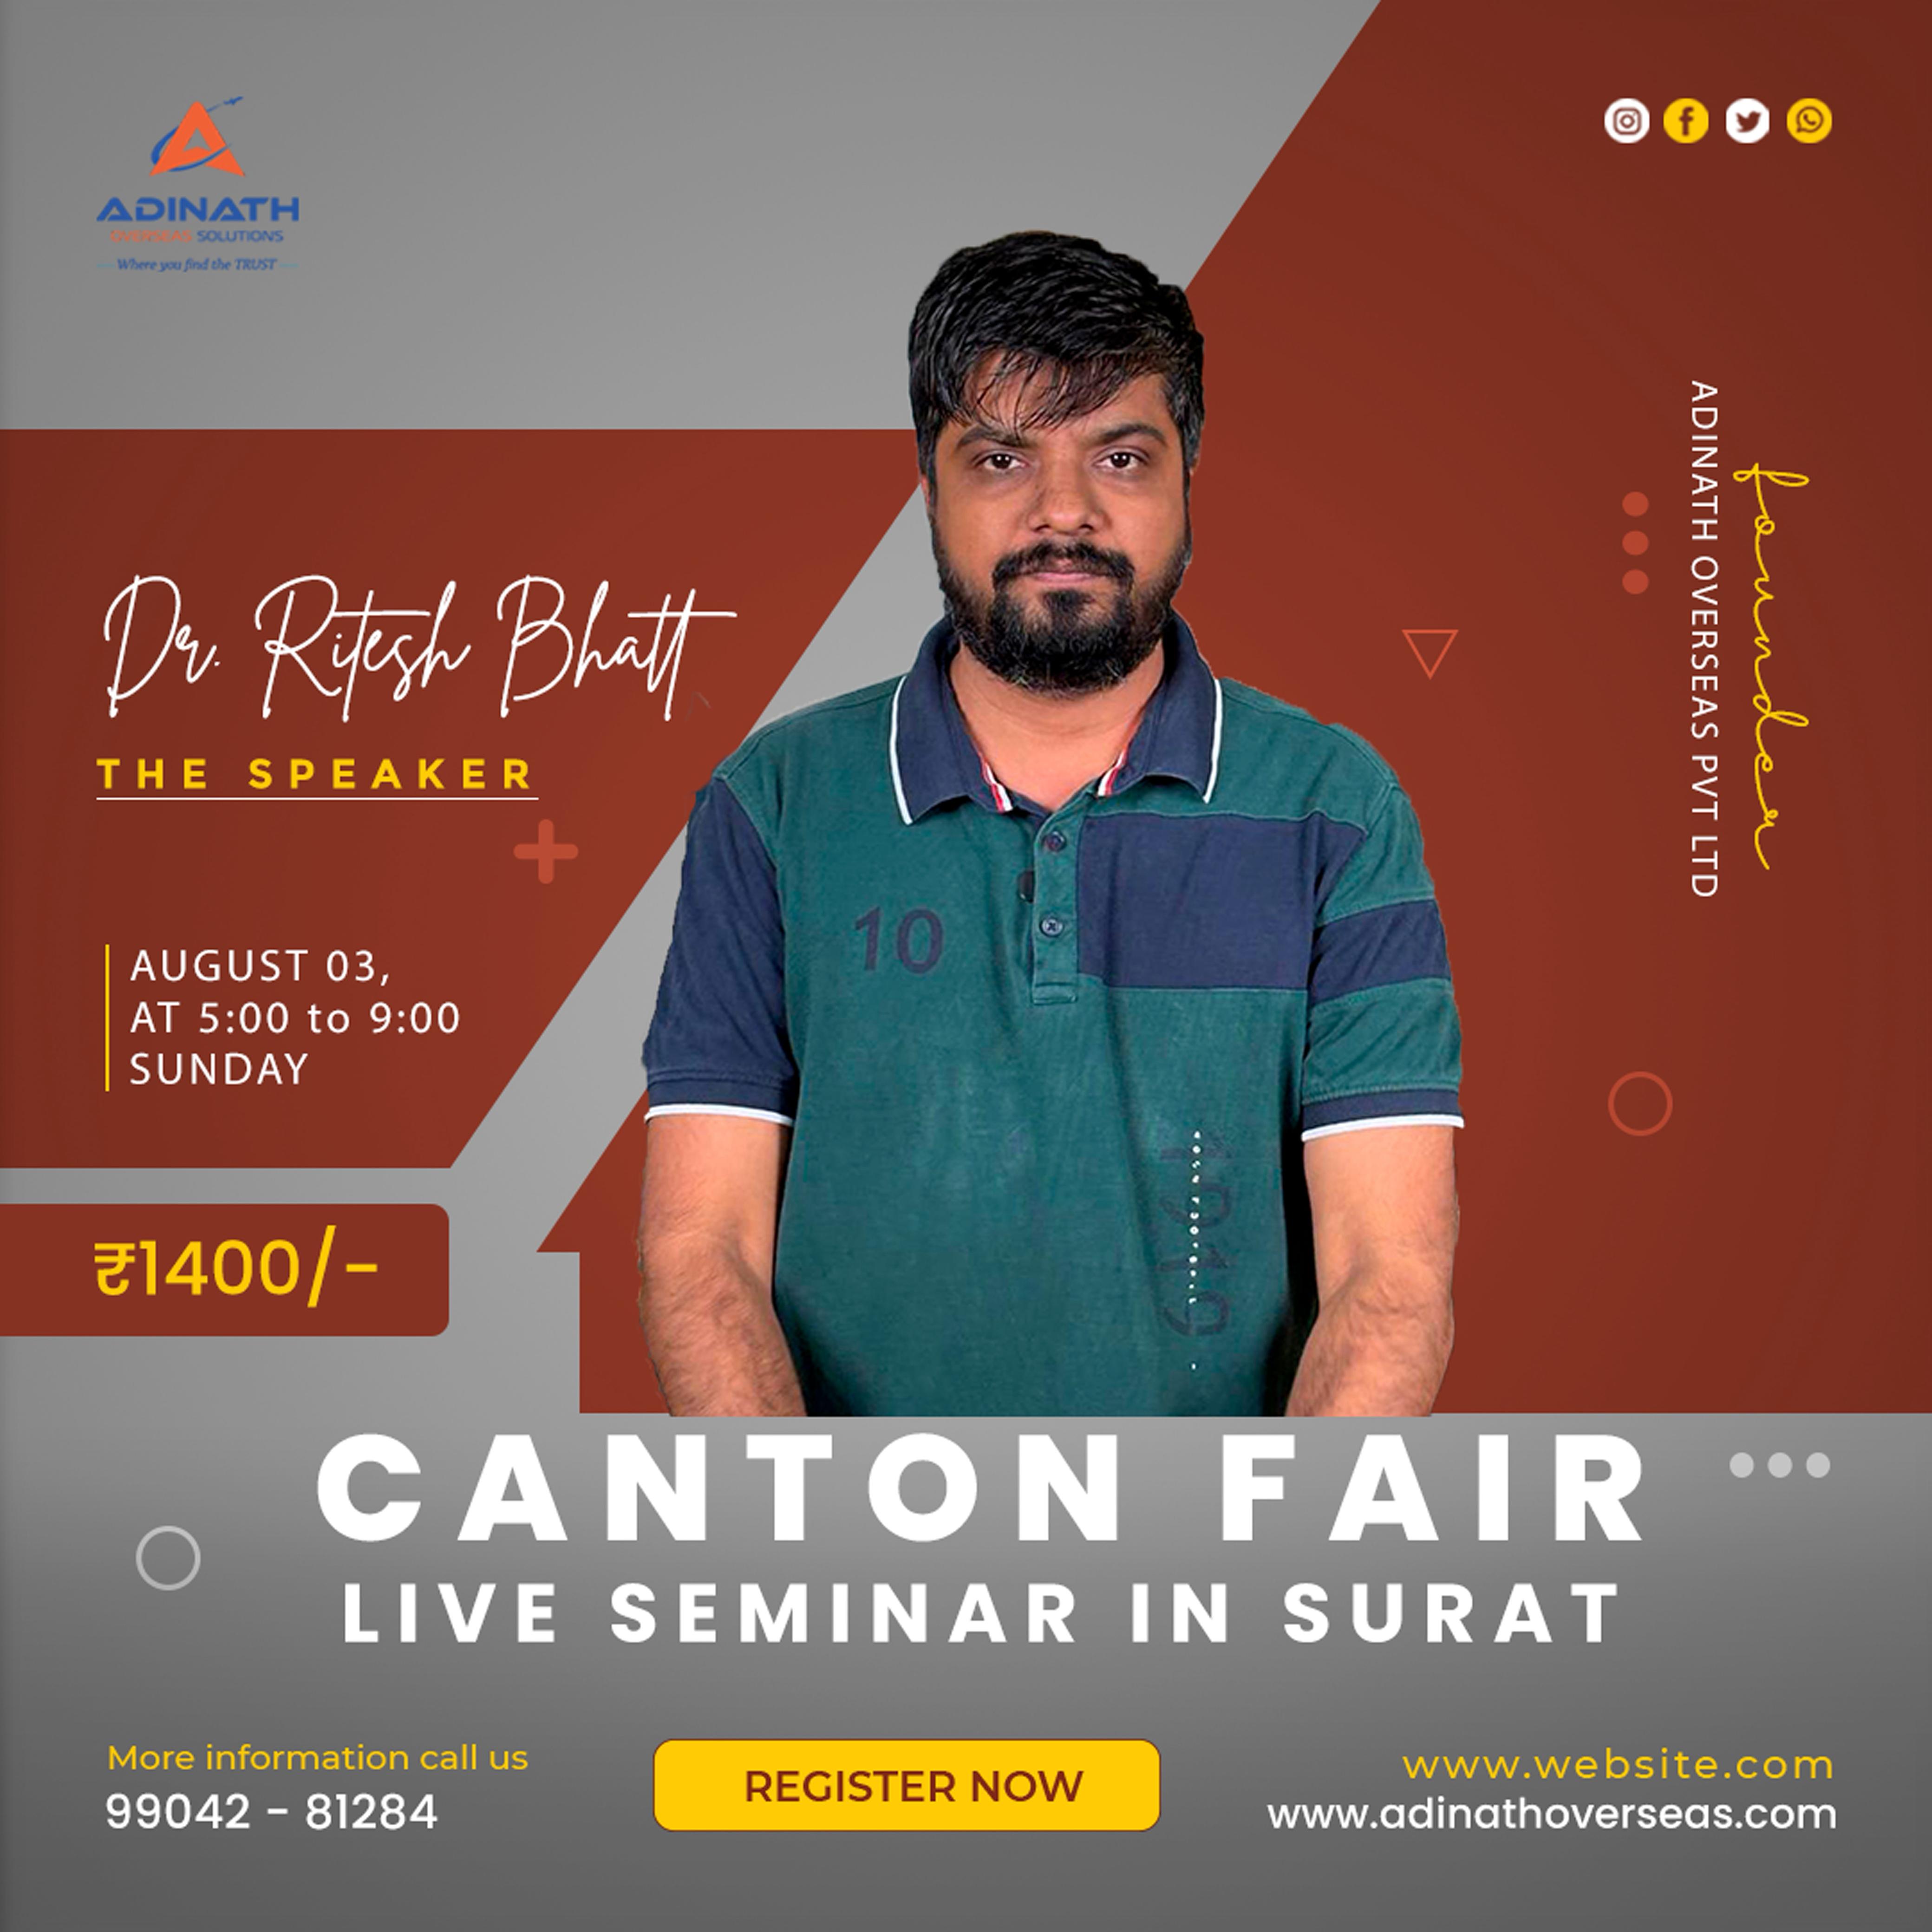 ADINATH
OVERSEAS SOLUTIONS
Where you find the TRUST
founder
ADINATH OVERSEAS PVT LTD
Dr. Ritesh Bhatt
THE SPEAKER
10
AUGUST 03,
AT 5:00 to 9:00
SUNDAY
₹1400/-
CANTON FAIR
LIVE SEMINAR IN SURAT
More information call us
99042 - 81284
REGISTER NOW
www.website.com
www.adinathoverseas.com